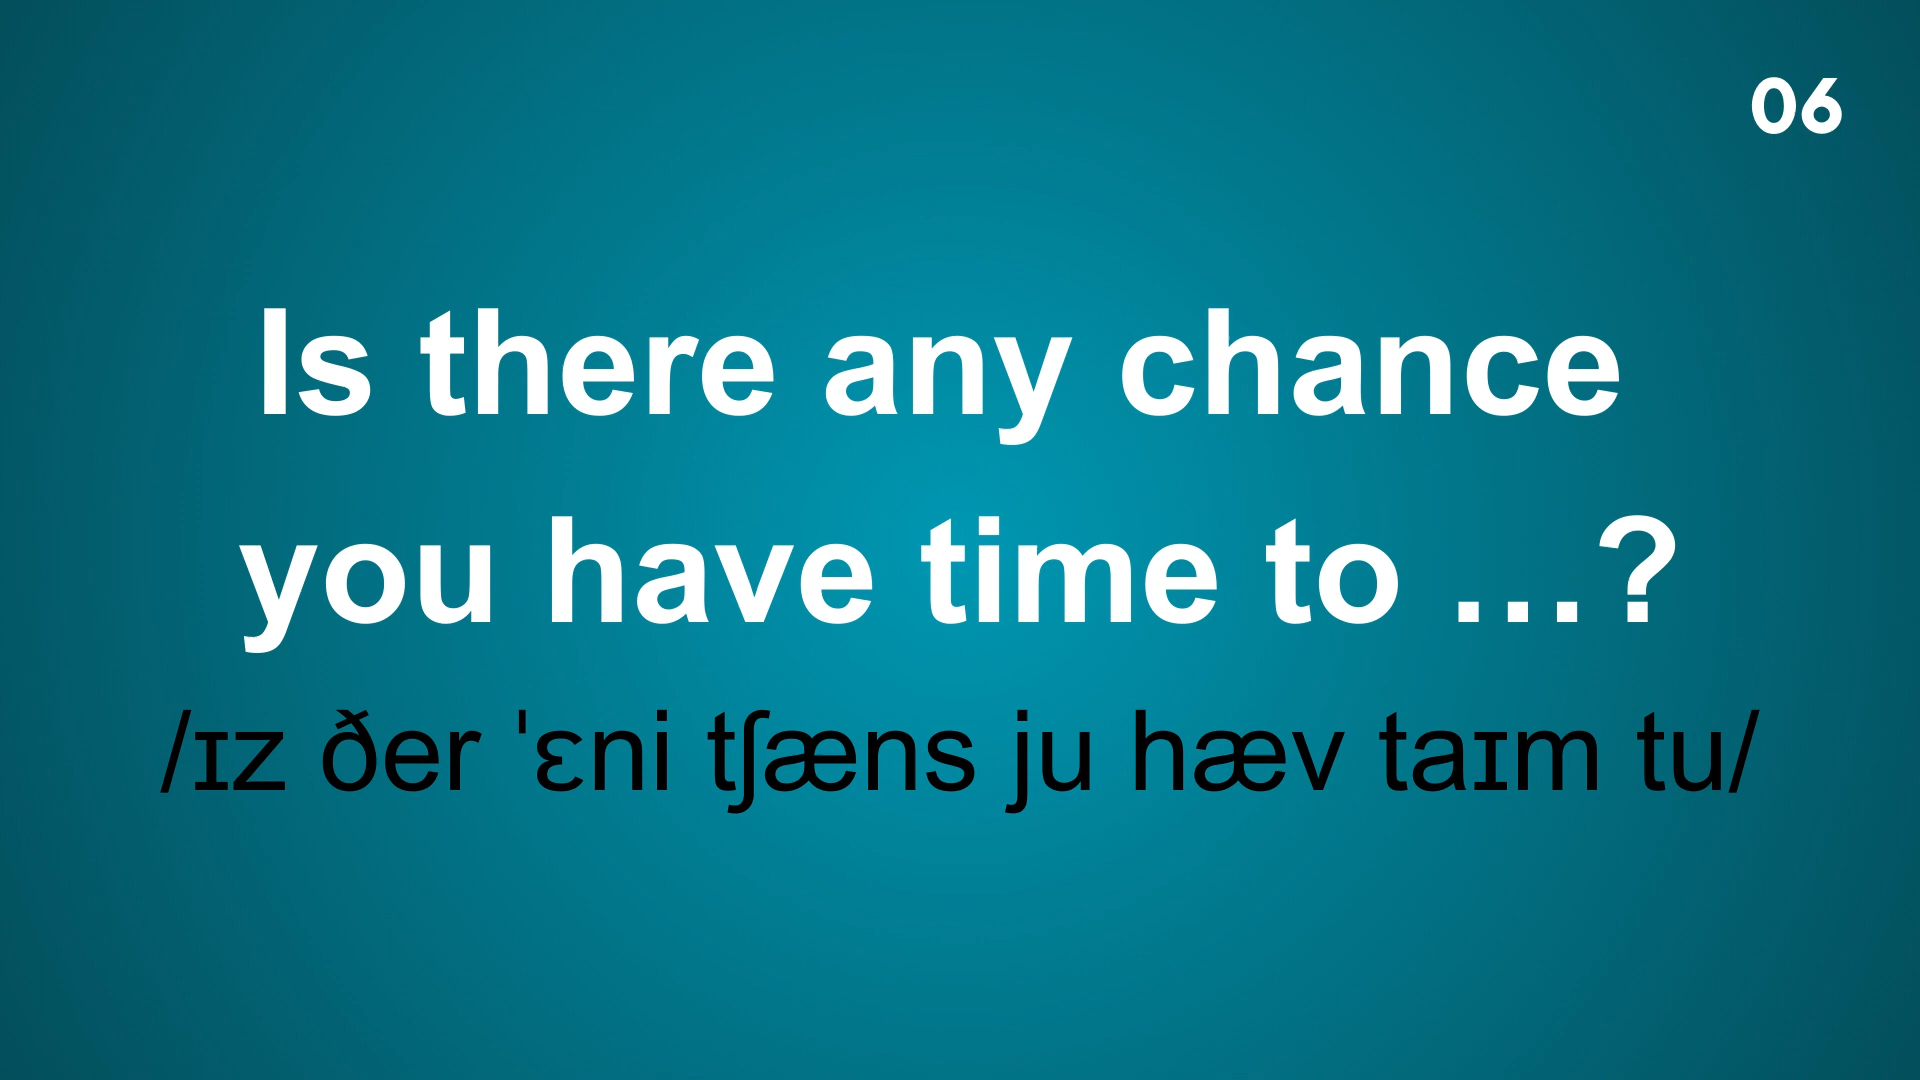 06
Is there any chance
you have time to …?
/ɪz ðer ˈɛni tʃæns ju hæv taɪm tu/